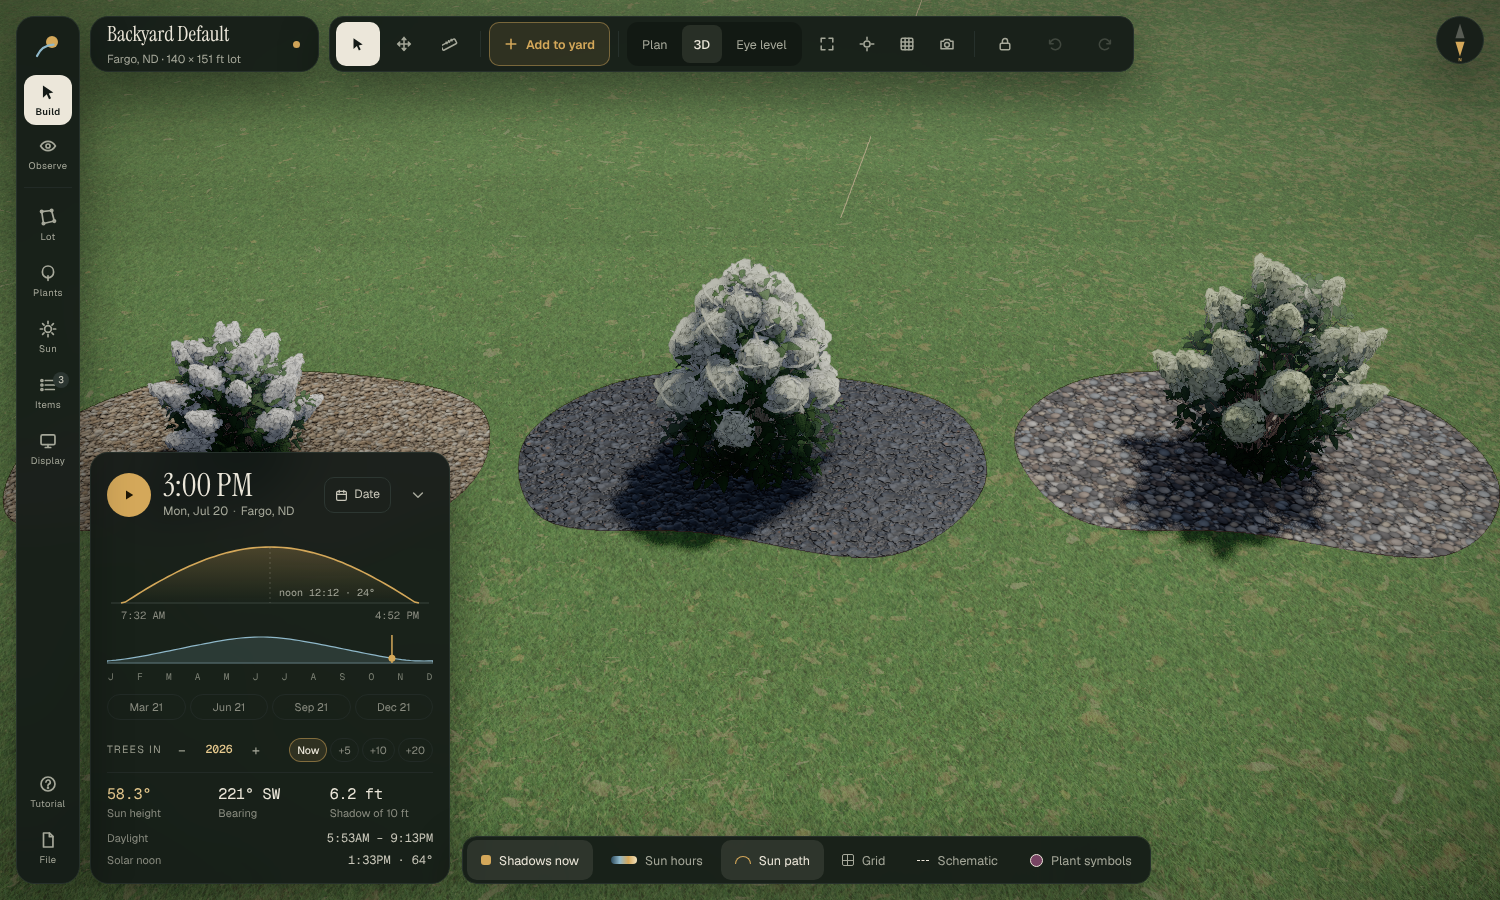 Backyard Default
Fargo, ND · 140 × 151 ft lot
Add to yard
Plan
3D
Eye level
N
Build
Observe
Lot
Plants
Sun
3
Items
Display
Tutorial
File
3:00 PM
Mon, Jul 20 · Fargo, ND
Date
noon 12:12 · 24°
7:32 AM
4:52 PM
J F M A M J J A S O N D
Mar 21
Jun 21
Sep 21
Dec 21
TREES IN − 2026 +
Now
+5
+10
+20
58.3° 221° SW 6.2 ft
Sun height Bearing Shadow of 10 ft
Daylight 5:53AM – 9:13PM
Solar noon 1:33PM · 64°
Shadows now
Sun hours
Sun path
Grid
Schematic
Plant symbols